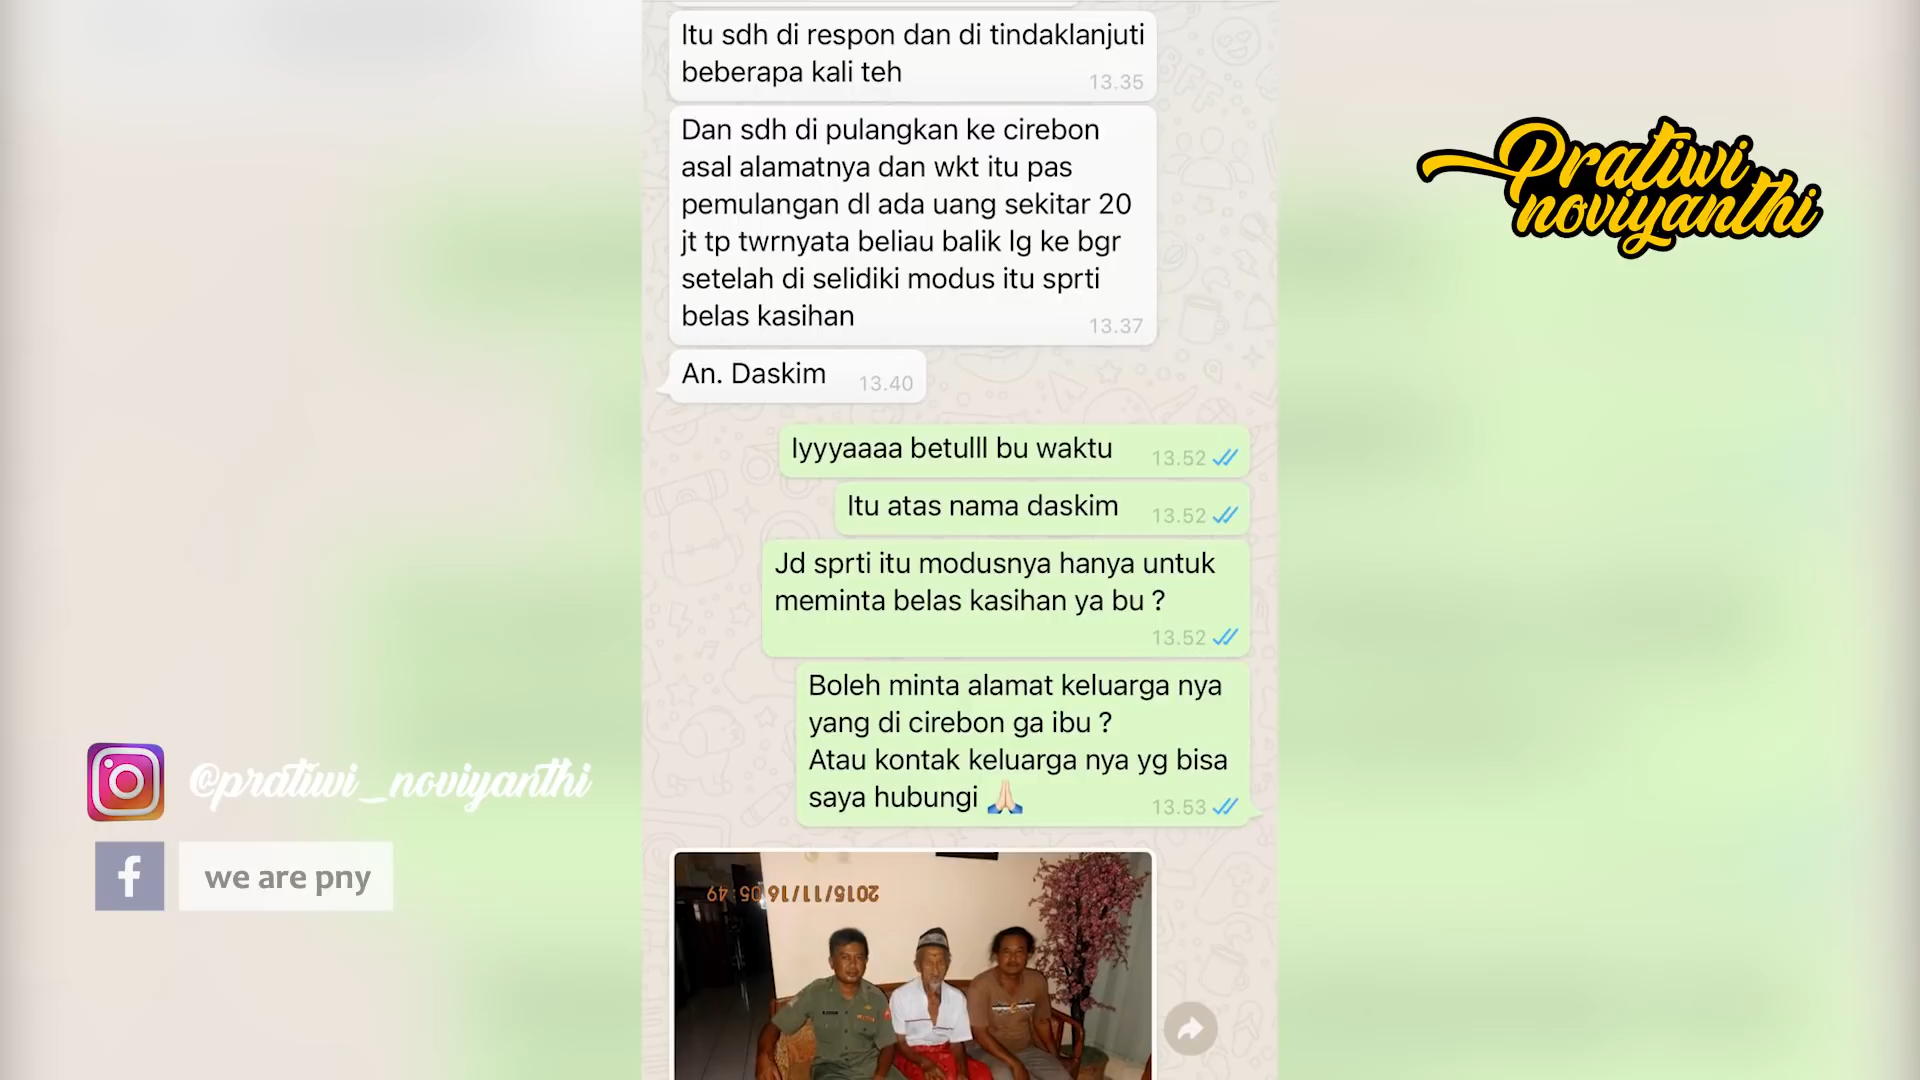 Itu sdh di respon dan di tindaklanjuti
beberapa kali teh
13.35
Dan sdh di pulangkan ke cirebon
asal alamatnya dan wkt itu pas
pemulangan dl ada uang sekitar 20
jt tp twrnyata beliau balik lg ke bgr
setelah di selidiki modus itu sprti
belas kasihan
13.37
An. Daskim
13.40
Iyyyaaaa betulll bu waktu
13.52
Itu atas nama daskim
13.52
Jd sprti itu modusnya hanya untuk
meminta belas kasihan ya bu ?
13.52
Boleh minta alamat keluarga nya
yang di cirebon ga ibu ?
Atau kontak keluarga nya yg bisa
saya hubungi 🙏🏻
13.53
2015/11/16 05:49
Pratiwi
noviyanthi
@pratiwi_noviyanthi
f
we are pny